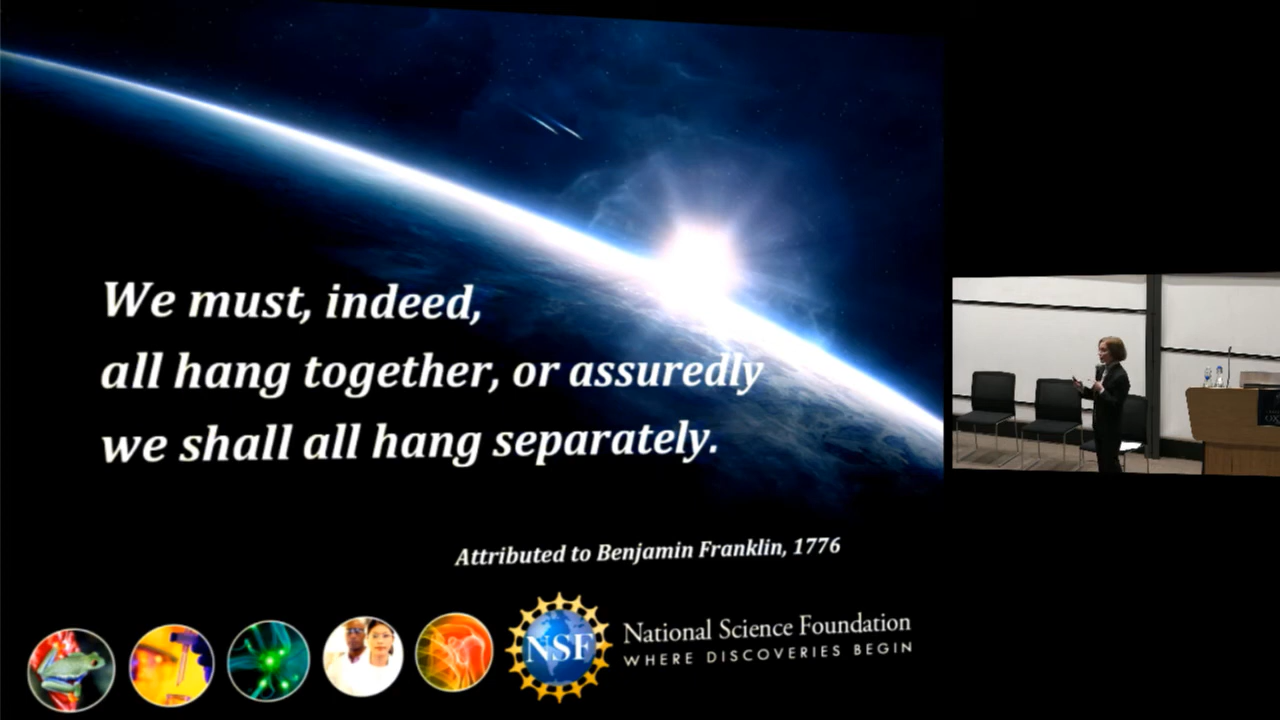 We must, indeed,
all hang together, or assuredly
we shall all hang separately.
Attributed to Benjamin Franklin, 1776
NSF
National Science Foundation
WHERE DISCOVERIES BEGIN